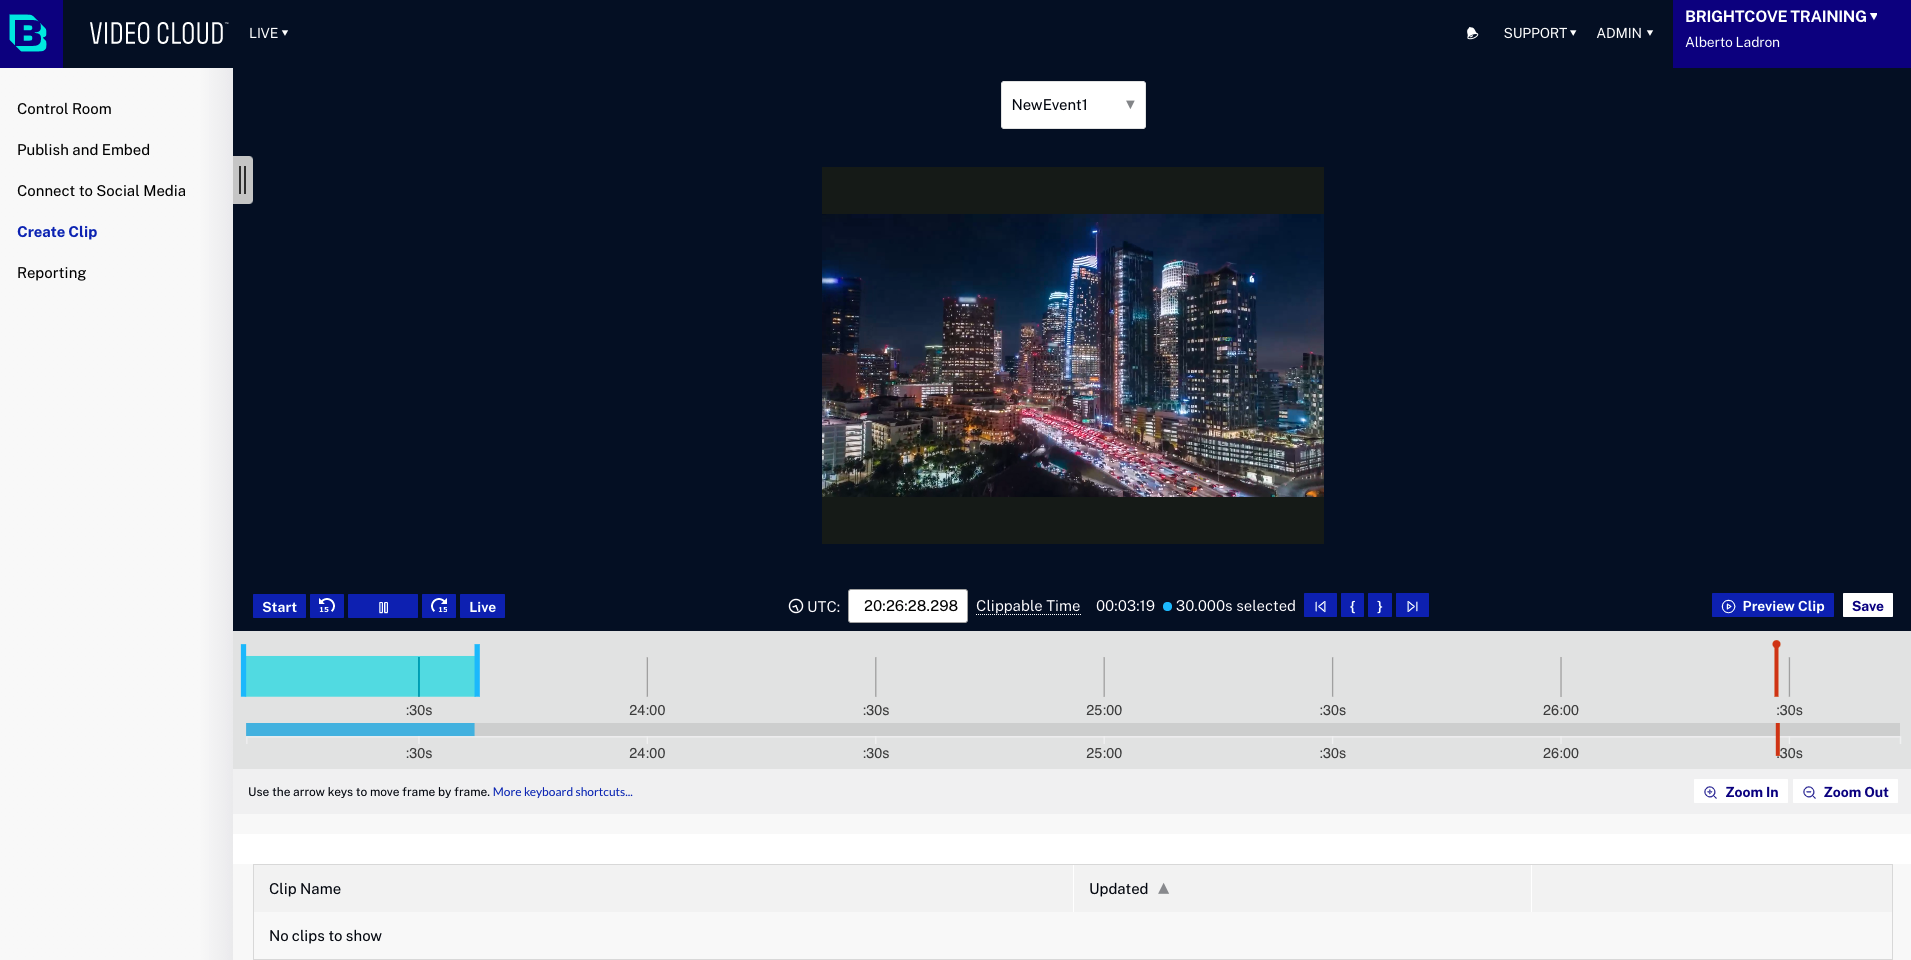 VIDEO CLOUD™ LIVE ▾ SUPPORT ▾ ADMIN ▾ BRIGHTCOVE TRAINING ▾
Alberto Ladron
Control Room
Publish and Embed
Connect to Social Media
Create Clip
Reporting
NewEvent1 ▼
Start 15 15 Live UTC: 20:26:28.298 Clippable Time 00:03:19 30.000s selected { } Preview Clip Save
:30s 24:00 :30s 25:00 :30s 26:00 :30s
:30s 24:00 :30s 25:00 :30s 26:00 :30s
Use the arrow keys to move frame by frame. More keyboard shortcuts... Zoom In Zoom Out
Clip Name Updated ▲
No clips to show